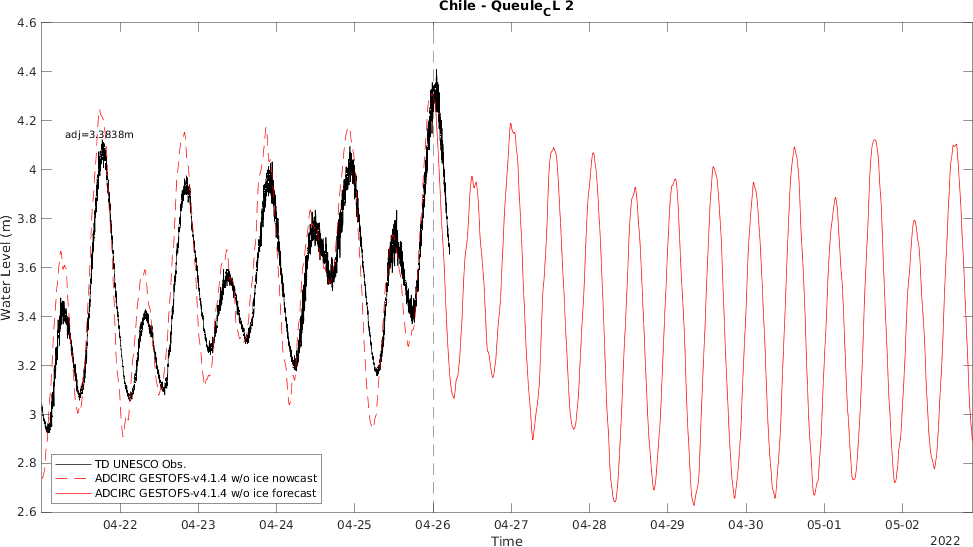 Chile - Queule_CL 2
4.6
4.4
4.2
4
3.8
3.6
3.4
3.2
3
2.8
2.6
Water Level (m)
adj=3.3838m
TD UNESCO Obs.
ADCIRC GESTOFS-v4.1.4 w/o ice nowcast
ADCIRC GESTOFS-v4.1.4 w/o ice forecast
04-22 04-23 04-24 04-25 04-26 04-27 04-28 04-29 04-30 05-01 05-02
Time
2022